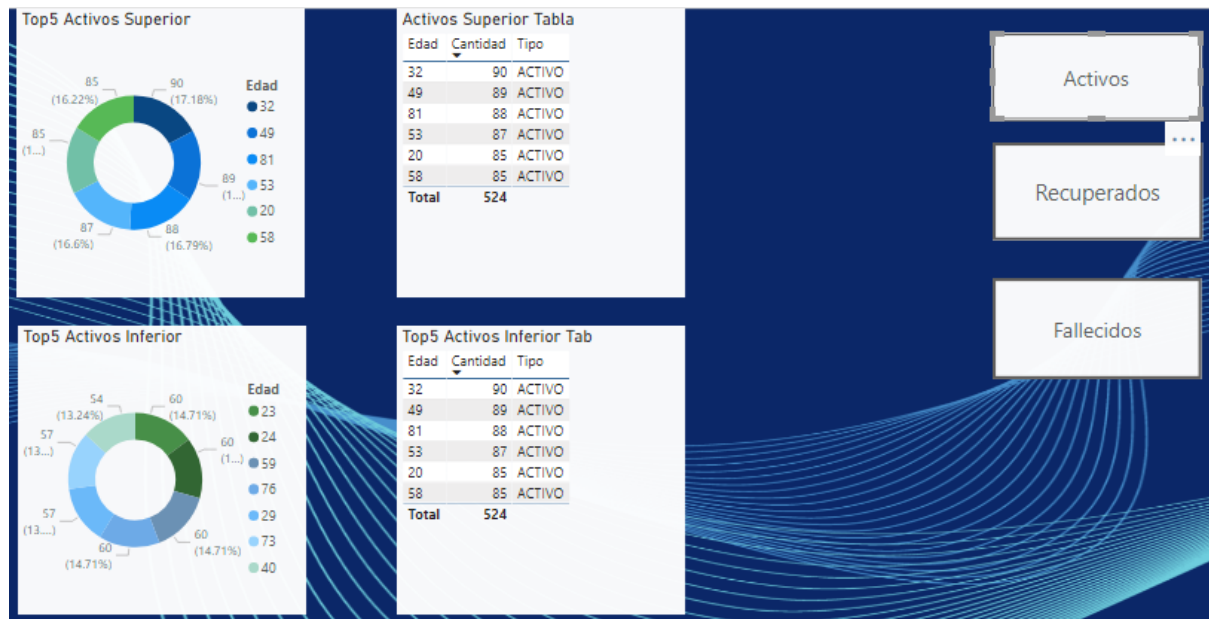 Top5 Activos Superior
85
(16.22%)
90
(17.18%)
85
(1...)
89
(1...)
87
(16.6%)
88
(16.79%)
Edad
32
49
81
53
20
58
Activos Superior Tabla
Edad Cantidad Tipo
32 90 ACTIVO
49 89 ACTIVO
81 88 ACTIVO
53 87 ACTIVO
20 85 ACTIVO
58 85 ACTIVO
Total 524
Activos
Recuperados
Fallecidos
Top5 Activos Inferior
54
(13.24%)
60
(14.71%)
57
(13...)
60
(1...)
57
(13....)
60
(14.71%)
60
(14.71%)
Edad
23
24
59
76
29
73
40
Top5 Activos Inferior Tab
Edad Cantidad Tipo
32 90 ACTIVO
49 89 ACTIVO
81 88 ACTIVO
53 87 ACTIVO
20 85 ACTIVO
58 85 ACTIVO
Total 524